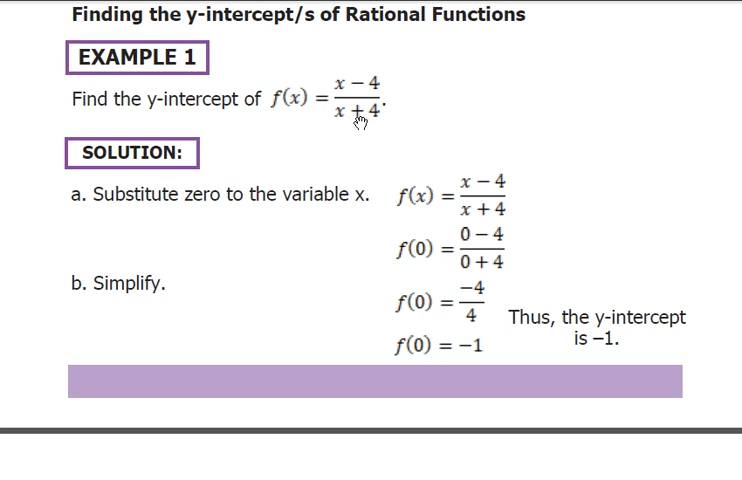 Finding the y-intercept/s of Rational Functions
EXAMPLE 1
Find the y-intercept of f(x) = (x − 4)/(x + 4).
SOLUTION:
a. Substitute zero to the variable x. f(x) = (x − 4)/(x + 4)
f(0) = (0 − 4)/(0 + 4)
b. Simplify.
f(0) = −4/4
Thus, the y-intercept
is –1.
f(0) = −1